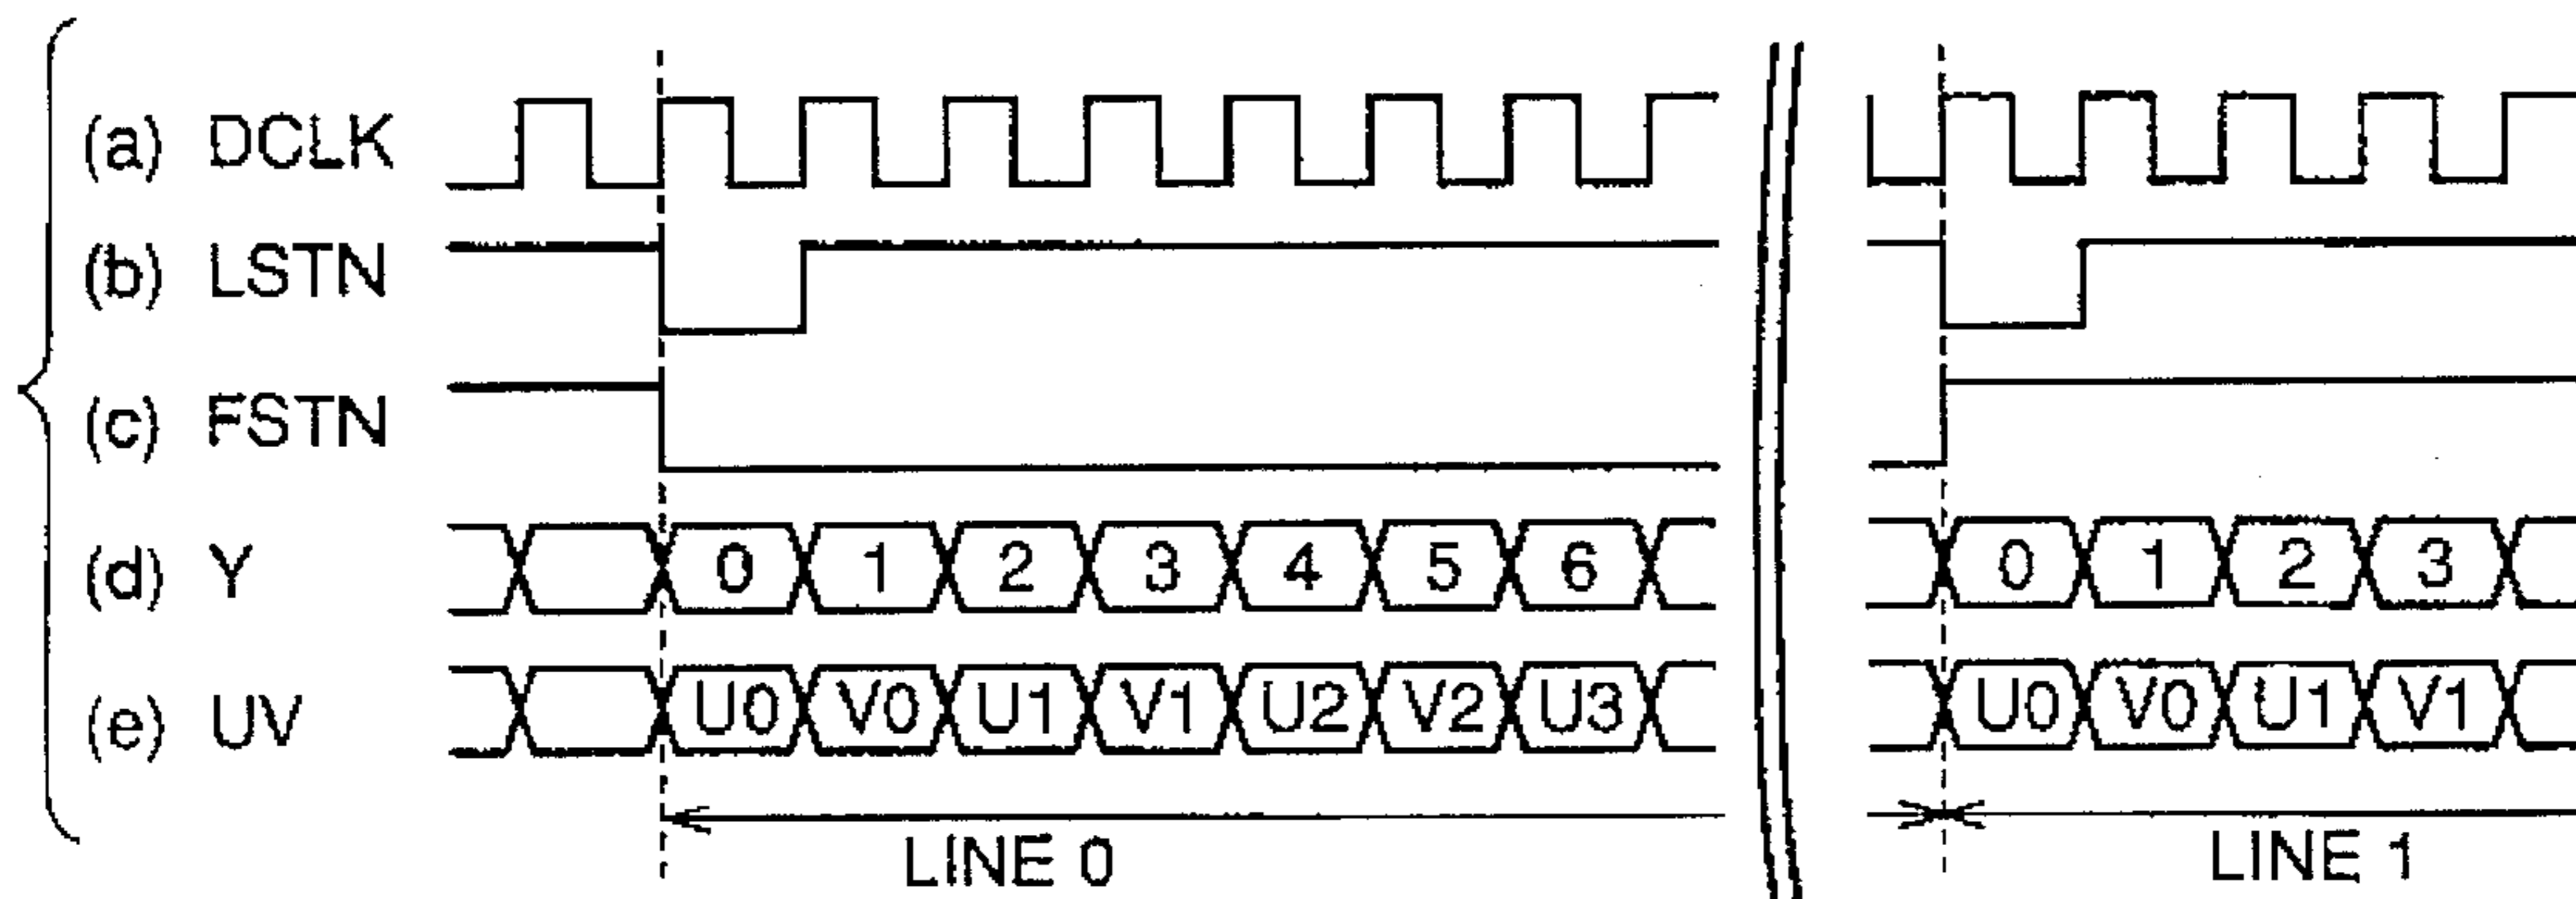 (a) DCLK
(b) LSTN
(c) FSTN
(d) Y 0 1 2 3 4 5 6 0 1 2 3
(e) UV U0 V0 U1 V1 U2 V2 U3 U0 V0 U1 V1
LINE 0 LINE 1